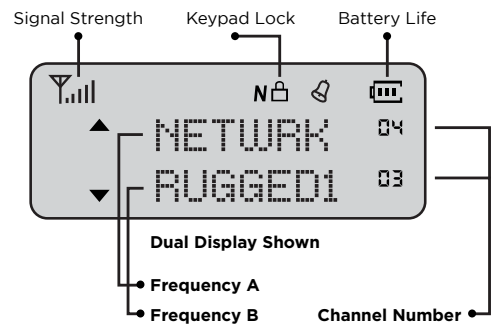 Signal Strength Keypad Lock Battery Life
N
NETWRK 04
RUGGED1 03
Dual Display Shown
Frequency A
Frequency B Channel Number